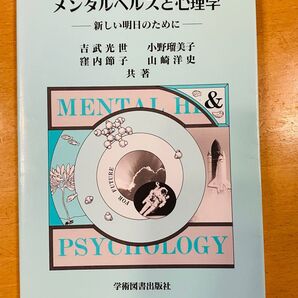 メンタルヘルスと心理学
―新しい明日のために―
吉武光世 小野瑠美子
窪内節子 山崎洋史
共著
MENTAL HE
&
FOR FUTURE
PSYCHOLOGY
学術図書出版社